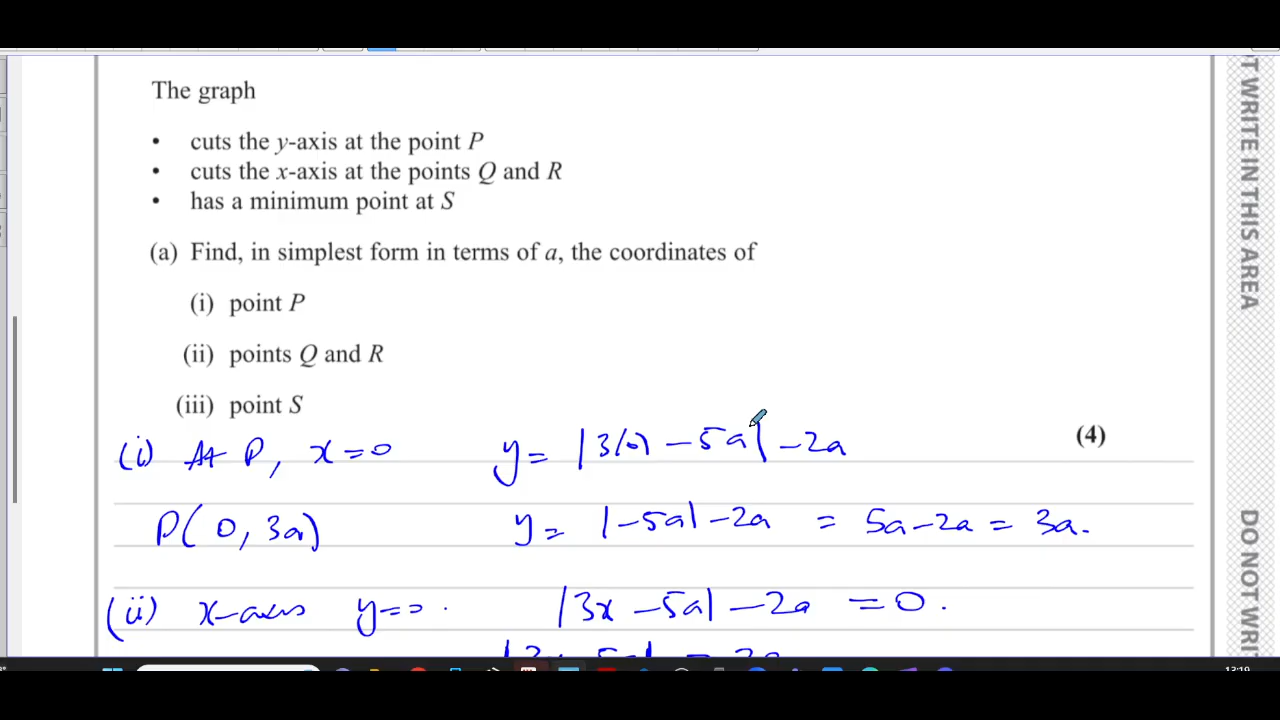 The graph
• cuts the y-axis at the point P
• cuts the x-axis at the points Q and R
• has a minimum point at S
(a) Find, in simplest form in terms of a, the coordinates of
(i) point P
(ii) points Q and R
(iii) point S
(4)
(i) At P, x=0 y = |3(0) – 5a| – 2a
P(0, 3a) y = |–5a| – 2a = 5a – 2a = 3a.
(ii) x-axis y=0. |3x – 5a| – 2a = 0.
T WRITE IN THIS AREA
DO NOT WRI
13:19